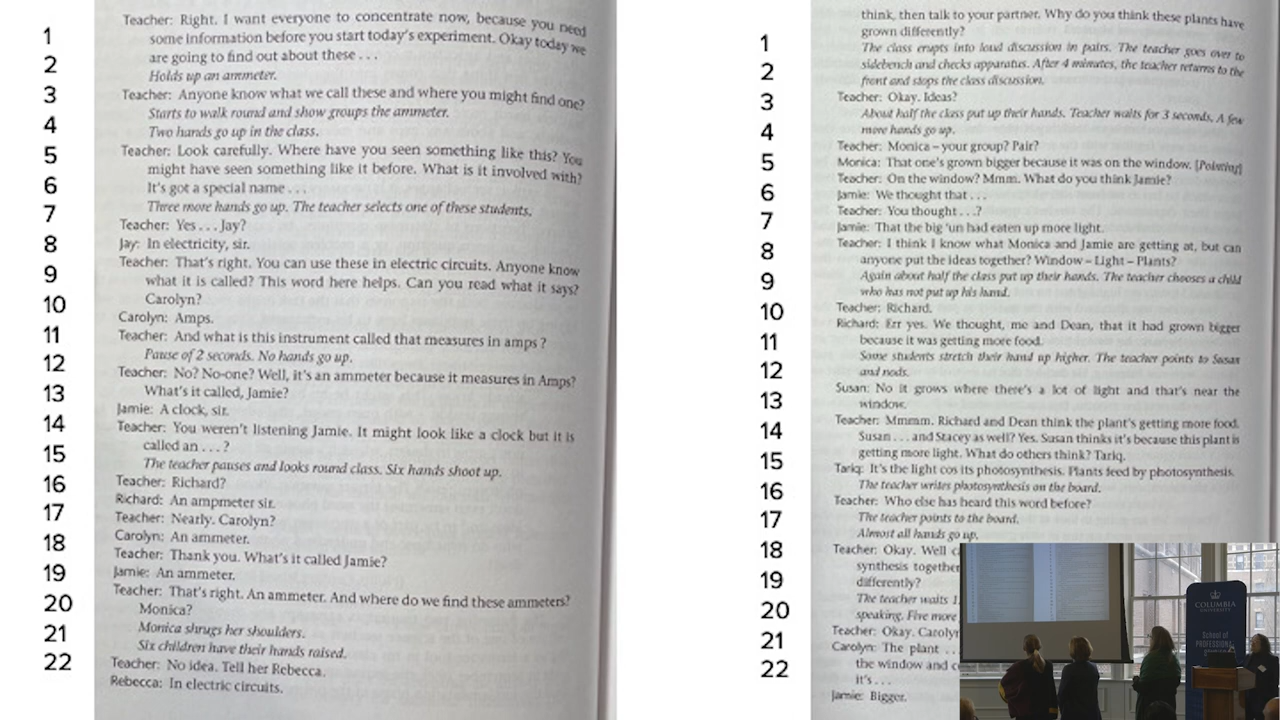 1
2
3
4
5
6
7
8
9
10
11
12
13
14
15
16
17
18
19
20
21
22
Teacher: Right. I want everyone to concentrate now, because you need
some information before you start today's experiment. Okay today we
are going to find out about these . . .
Holds up an ammeter.
Teacher: Anyone know what we call these and where you might find one?
Starts to walk round and show groups the ammeter.
Two hands go up in the class.
Teacher: Look carefully. Where have you seen something like this? You
might have seen something like it before. What is it involved with?
It's got a special name . . .
Three more hands go up. The teacher selects one of these students.
Teacher: Yes . . . Jay?
Jay: In electricity, sir.
Teacher: That's right. You can use these in electric circuits. Anyone know
what it is called? This word here helps. Can you read what it says?
Carolyn?
Carolyn: Amps.
Teacher: And what is this instrument called that measures in amps?
Pause of 2 seconds. No hands go up.
Teacher: No? No-one? Well, it's an ammeter because it measures in Amps?
What's it called, Jamie?
Jamie: A clock, sir.
Teacher: You weren't listening Jamie. It might look like a clock but it is
called an . . . ?
The teacher pauses and looks round class. Six hands shoot up.
Teacher: Richard?
Richard: An ampmeter sir.
Teacher: Nearly. Carolyn?
Carolyn: An ammeter.
Teacher: Thank you. What's it called Jamie?
Jamie: An ammeter.
Teacher: That's right. An ammeter. And where do we find these ammeters?
Monica?
Monica shrugs her shoulders.
Six children have their hands raised.
Teacher: No idea. Tell her Rebecca.
Rebecca: In electric circuits.
1
2
3
4
5
6
7
8
9
10
11
12
13
14
15
16
17
18
19
20
21
22
think, then talk to your partner. Why do you think these plants have
grown differently?
The class erupts into loud discussion in pairs. The teacher goes over to
sidebench and checks apparatus. After 4 minutes, the teacher returns to the
front and stops the class discussion.
Teacher: Okay. Ideas?
About half the class put up their hands. Teacher waits for 3 seconds. A few
more hands go up.
Teacher: Monica – your group? Pair?
Monica: That one's grown bigger because it was on the window. [Pointing]
Teacher: On the window? Mmm. What do you think Jamie?
Jamie: We thought that . . .
Teacher: You thought . . .?
Jamie: That the big 'un had eaten up more light.
Teacher: I think I know what Monica and Jamie are getting at, but can
anyone put the ideas together? Window – Light – Plants?
Again about half the class put up their hands. The teacher chooses a child
who has not put up his hand.
Teacher: Richard.
Richard: Err yes. We thought, me and Dean, that it had grown bigger
because it was getting more food.
Some students stretch their hand up higher. The teacher points to Susan
and nods.
Susan: No it grows where there's a lot of light and that's near the
window.
Teacher: Mmmm. Richard and Dean think the plant's getting more food.
Susan . . . and Stacey as well? Yes. Susan thinks it's because this plant is
getting more light. What do others think? Tariq.
Tariq: It's the light cos its photosynthesis. Plants feed by photosynthesis.
The teacher writes photosynthesis on the board.
Teacher: Who else has heard this word before?
The teacher points to the board.
Almost all hands go up.
Teacher: Okay. Well
synthesis together
differently?
The teacher waits
speaking. Five more
Teacher: Okay. Carolyn
Carolyn: The plant . .
the window and
it's . . .
Jamie: Bigger.
COLUMBIA
UNIVERSITY
School of
PROFESSIONAL